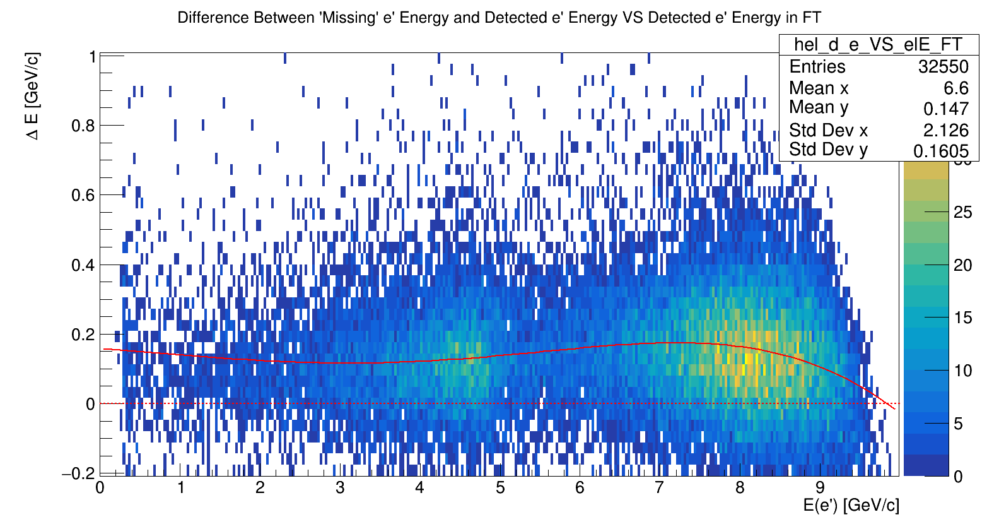 Difference Between 'Missing' e' Energy and Detected e' Energy VS Detected e' Energy in FT
hel_d_e_VS_elE_FT
Entries 32550
Mean x 6.6
Mean y 0.147
Std Dev x 2.126
Std Dev y 0.1605
Δ E [GeV/c]
1
0.8
0.6
0.4
0.2
0
−0.2
25
20
15
10
5
0
0 1 2 3 4 5 6 7 8 9
E(e') [GeV/c]